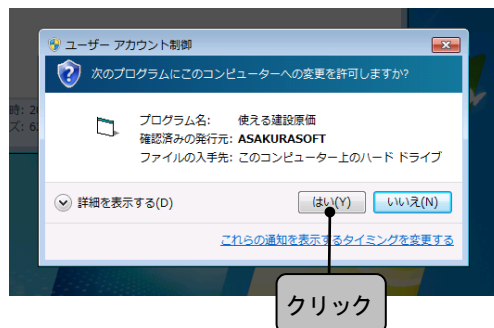 ユーザー アカウント制御
次のプログラムにこのコンピューターへの変更を許可しますか?
プログラム名: 使える建設原価
確認済みの発行元: ASAKURASOFT
ファイルの入手先: このコンピューター上のハード ドライブ
詳細を表示する(D)
はい(Y)
いいえ(N)
これらの通知を表示するタイミングを変更する
クリック